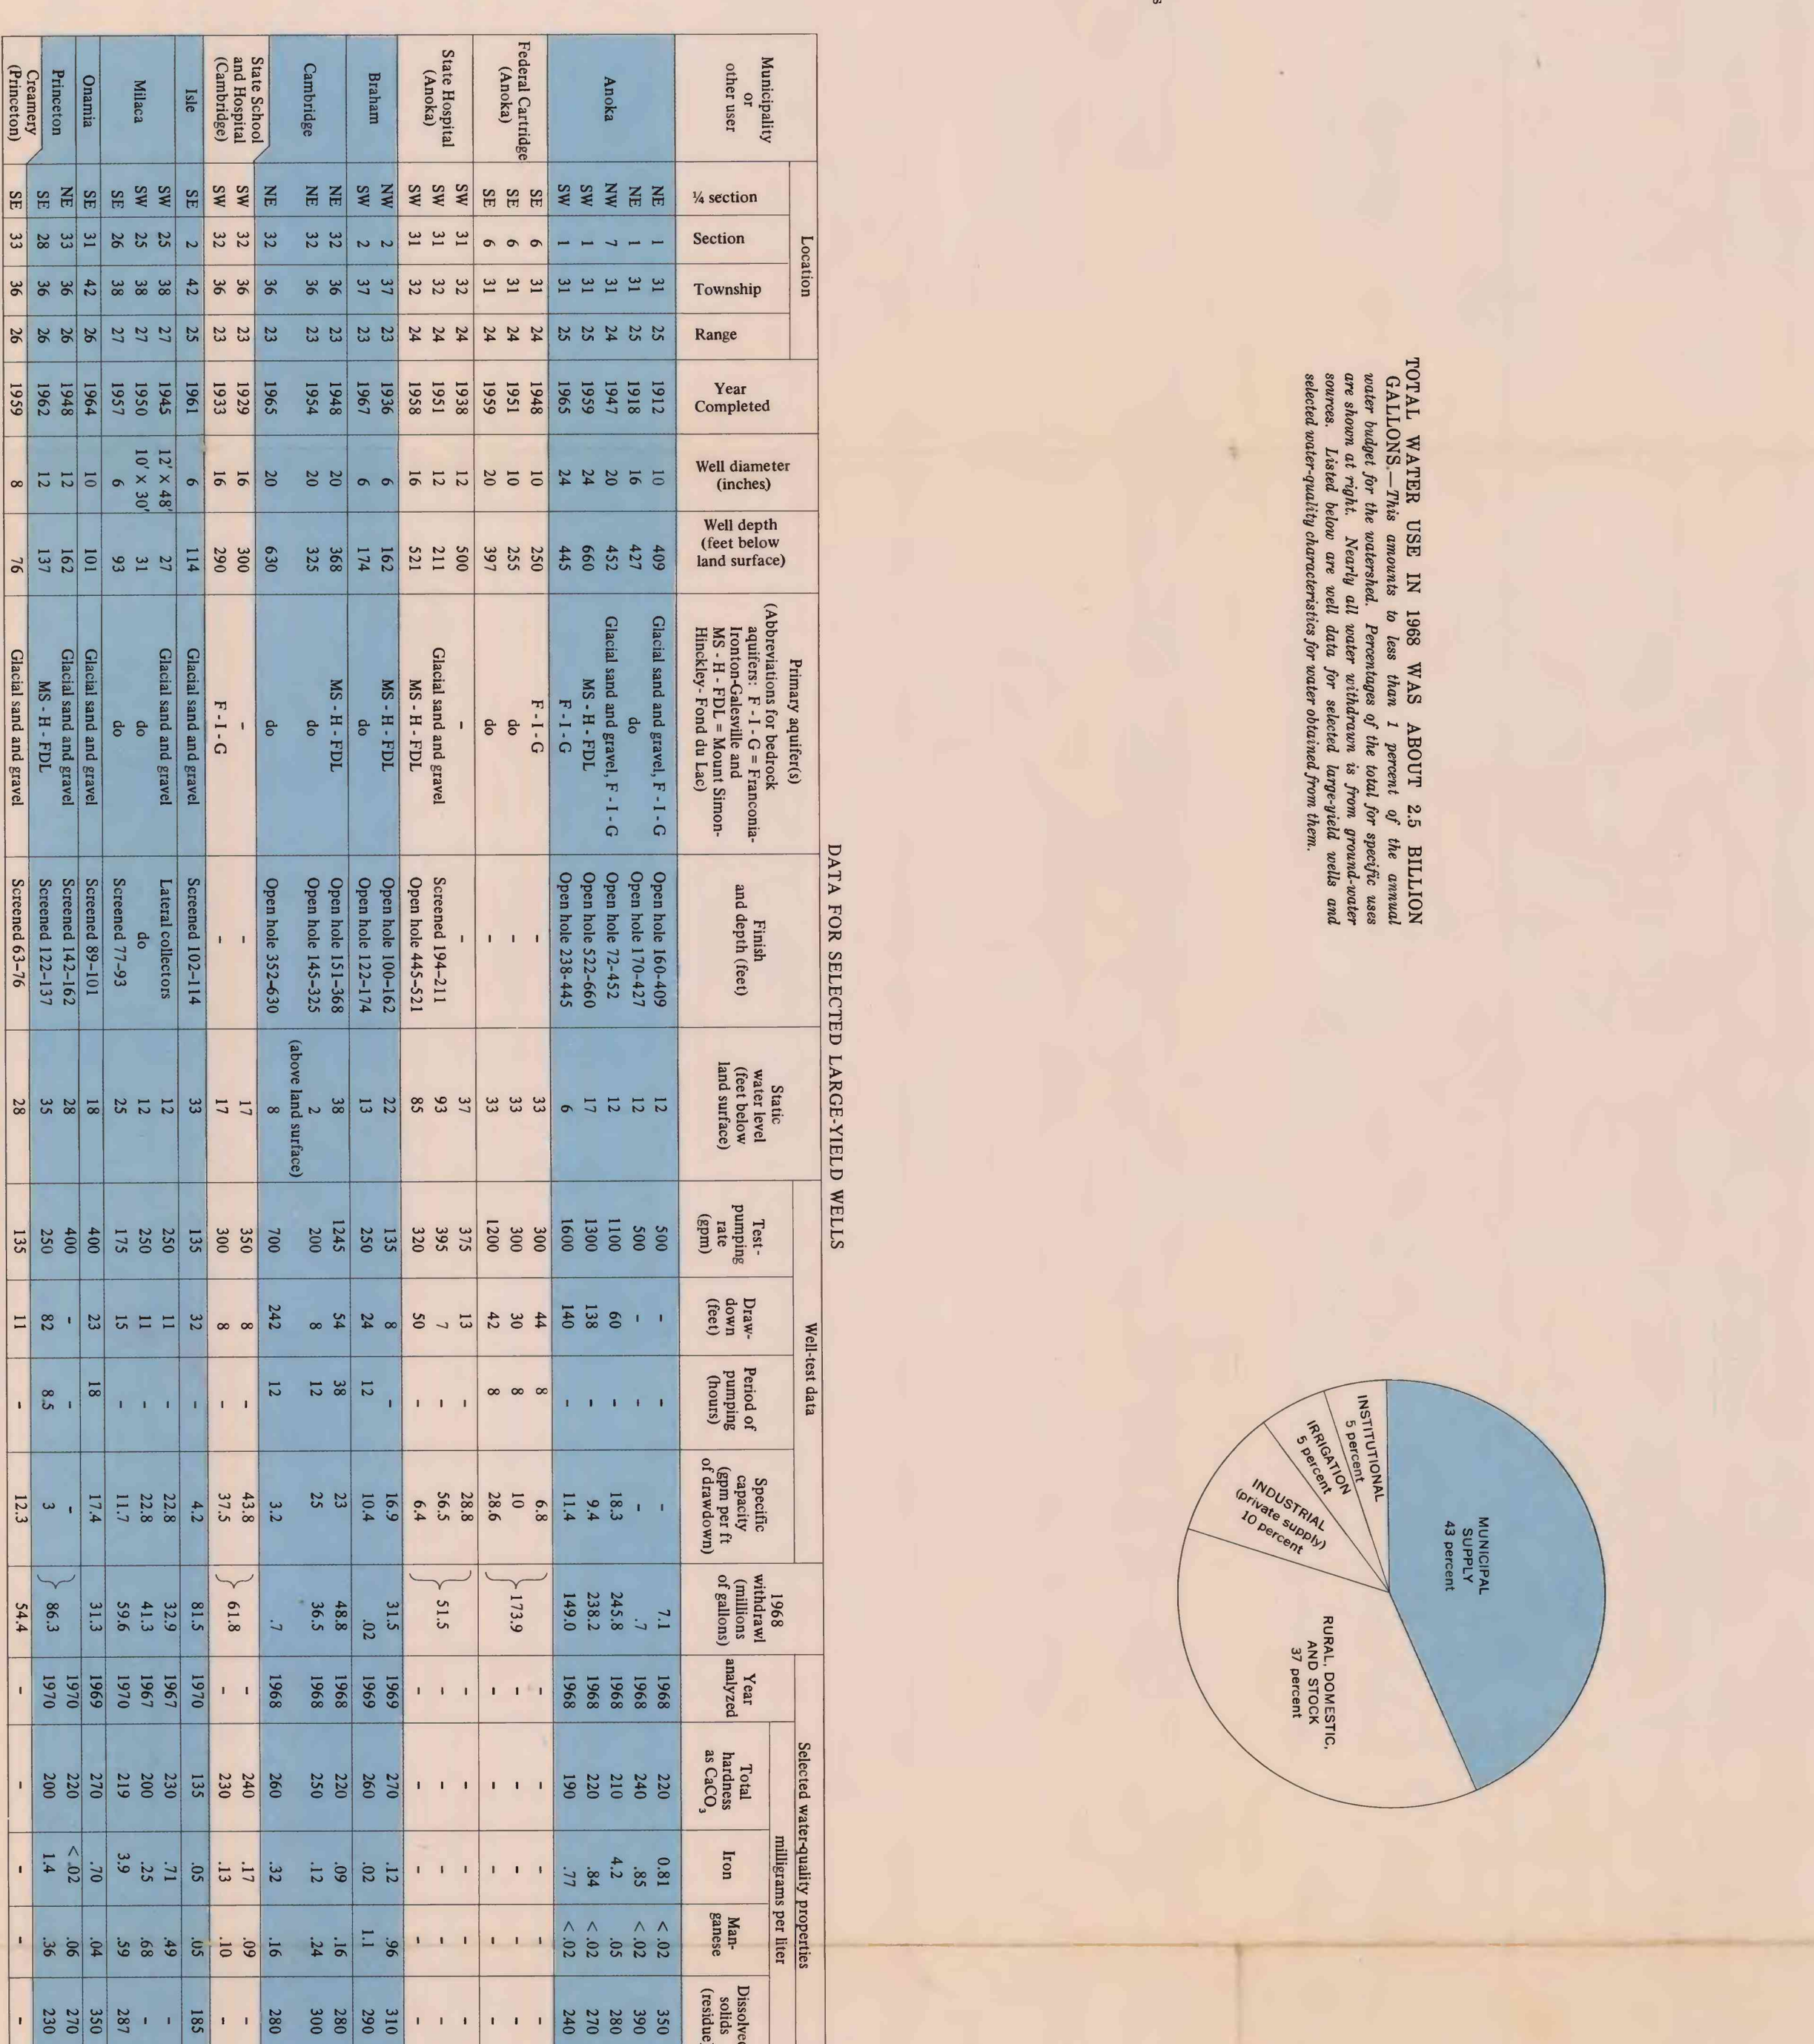 TOTAL WATER USE IN 1968 WAS ABOUT 2.5 BILLION
GALLONS.—This amounts to less than 1 percent of the annual
water budget for the watershed. Percentages of the total for specific uses
are shown at right. Nearly all water withdrawn is from ground-water
sources. Listed below are well data for selected large-yield wells and
selected water-quality characteristics for water obtained from them.
MUNICIPAL
SUPPLY
43 percent
INSTITUTIONAL
5 percent
IRRIGATION
5 percent
INDUSTRIAL
(private supply)
10 percent
RURAL, DOMESTIC,
AND STOCK
37 percent
DATA FOR SELECTED LARGE-YIELD WELLS
Municipality
or
other user
Location
¼ section
Section
Township
Range
Year
Completed
Well diameter
(inches)
Well depth
(feet below
land surface)
Primary aquifer(s)
(Abbreviations for bedrock
aquifers: F - I - G = Franconia-
Ironton-Galesville and
MS - H - FDL = Mount Simon-
Hinckley- Fond du Lac)
Finish
and depth (feet)
Static
water level
(feet below
land surface)
Well-test data
Test-
pumping
rate
(gpm)
Draw-
down
(feet)
Period of
pumping
(hours)
Specific
capacity
(gpm per ft
of drawdown)
1968
withdrawl
(millions
of gallons)
Selected water-quality properties
Year
analyzed
milligrams per liter
Total
hardness
as CaCO3
Iron
Man-
ganese
Dissolve
solids
(residue
Anoka
NE 1 31 25 1912 10 409 Glacial sand and gravel, F - I - G Open hole 160-409 12 500 - - - 7.1 1968 220 0.81 < .02 350
NE 1 31 25 1918 16 427 do Open hole 170-427 12 500 - - - .7 1968 240 .85 < .02 390
NW 7 31 24 1947 20 452 Glacial sand and gravel, F - I - G Open hole 72-452 12 1100 60 - 18.3 245.8 1968 210 4.2 .05 280
SW 1 31 25 1959 24 660 MS - H - FDL Open hole 522-660 17 1300 138 - 9.4 238.2 1968 220 .84 < .02 270
SW 1 31 25 1965 24 445 F - I - G Open hole 238-445 6 1600 140 - 11.4 149.0 1968 190 .77 < .02 240
Federal Cartridge
(Anoka)
SE 6 31 24 1948 10 250 F - I - G - 33 300 44 8 6.8 - - - - -
SE 6 31 24 1951 10 255 do - 33 300 30 8 10 173.9 - - - - -
SE 6 31 24 1959 20 397 do - 33 1200 42 8 28.6 - - - - -
State Hospital
(Anoka)
SW 31 32 24 1938 12 500 - - 37 375 13 - 28.8 - - - - -
SW 31 32 24 1951 12 211 Glacial sand and gravel Screened 194–211 93 395 7 - 56.5 51.5 - - - - -
SW 31 32 24 1958 16 521 MS - H - FDL Open hole 445–521 85 320 50 - 6.4 - - - - -
Braham
NW 2 37 23 1936 6 162 MS - H - FDL Open hole 100–162 22 135 8 - 16.9 31.5 1969 270 .12 .96 310
SW 2 37 23 1967 6 174 do Open hole 122–174 13 250 24 12 10.4 .02 1969 260 .02 1.1 290
Cambridge
NE 32 36 23 1948 20 368 MS - H - FDL Open hole 151–368 38 1245 54 38 23 48.8 1968 220 .09 .16 280
NE 32 36 23 1954 20 325 do Open hole 145–325 2 200 8 12 25 36.5 1968 250 .12 .24 300
(above land surface)
NE 32 36 23 1965 20 630 do Open hole 352–630 8 700 242 12 3.2 .7 1968 260 .32 .16 280
State School
and Hospital
(Cambridge)
SW 32 36 23 1929 16 300 - - 17 350 8 - 43.8 - 240 .17 .09 -
SW 32 36 23 1933 16 290 F - I - G - 17 300 8 - 37.5 61.8 - 230 .13 .10 -
Isle
SE 2 42 25 1961 6 114 Glacial sand and gravel Screened 102–114 33 135 32 - 4.2 81.5 1970 135 .05 .05 185
Milaca
SW 25 38 27 1945 12' X 48' 27 Glacial sand and gravel Lateral collectors 12 250 11 - 22.8 32.9 1967 230 .71 .49 -
SW 25 38 27 1950 10' X 30' 31 do do 12 250 11 - 22.8 41.3 1967 200 .25 .68 -
SE 26 38 27 1957 6 93 do Screened 77–93 25 175 15 - 11.7 59.6 1970 219 3.9 .59 287
Onamia
SE 31 42 26 1964 10 101 Glacial sand and gravel Screened 89–101 18 400 23 18 17.4 31.3 1969 270 .70 .04 350
Princeton
NE 33 36 26 1948 12 162 Glacial sand and gravel Screened 142–162 28 400 - - - 1970 220 < .02 .06 270
SE 28 36 26 1962 12 137 MS - H - FDL Screened 122–137 35 250 82 8.5 3 86.3 1970 200 1.4 .36 230
Creamery
(Princeton)
SE 33 36 26 1959 8 76 Glacial sand and gravel Screened 63–76 28 135 11 - 12.3 54.4 - - - - -